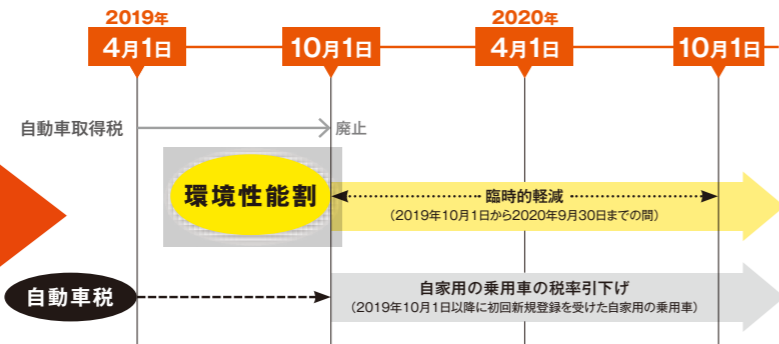 2019年
2020年
4月1日
10月1日
4月1日
10月1日
自動車取得税
廃止
環境性能割
臨時的軽減
(2019年10月1日から2020年9月30日までの間)
自動車税
自家用の乗用車の税率引下げ
(2019年10月1日以降に初回新規登録を受けた自家用の乗用車)